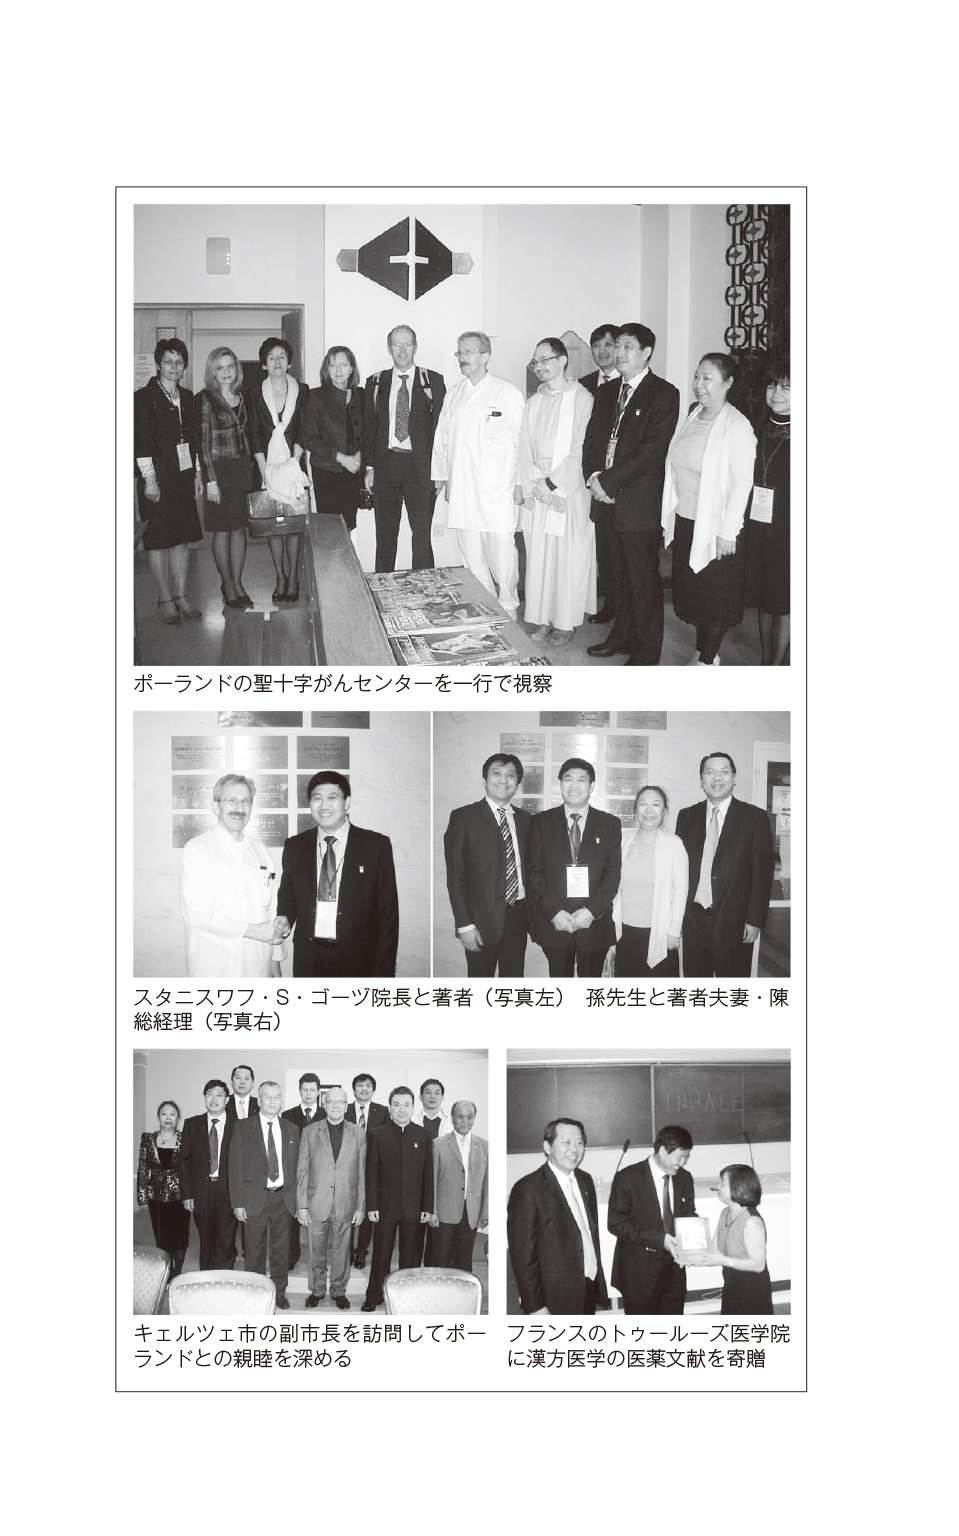 ポーランドの聖十字がんセンターを一行で視察
スタニスワフ・S・ゴーヅ院長と著者（写真左）　孫先生と著者夫妻・陳
総経理（写真右）
INHALE
キェルツェ市の副市長を訪問してポー
ランドとの親睦を深める
フランスのトゥールーズ医学院
に漢方医学の医薬文献を寄贈